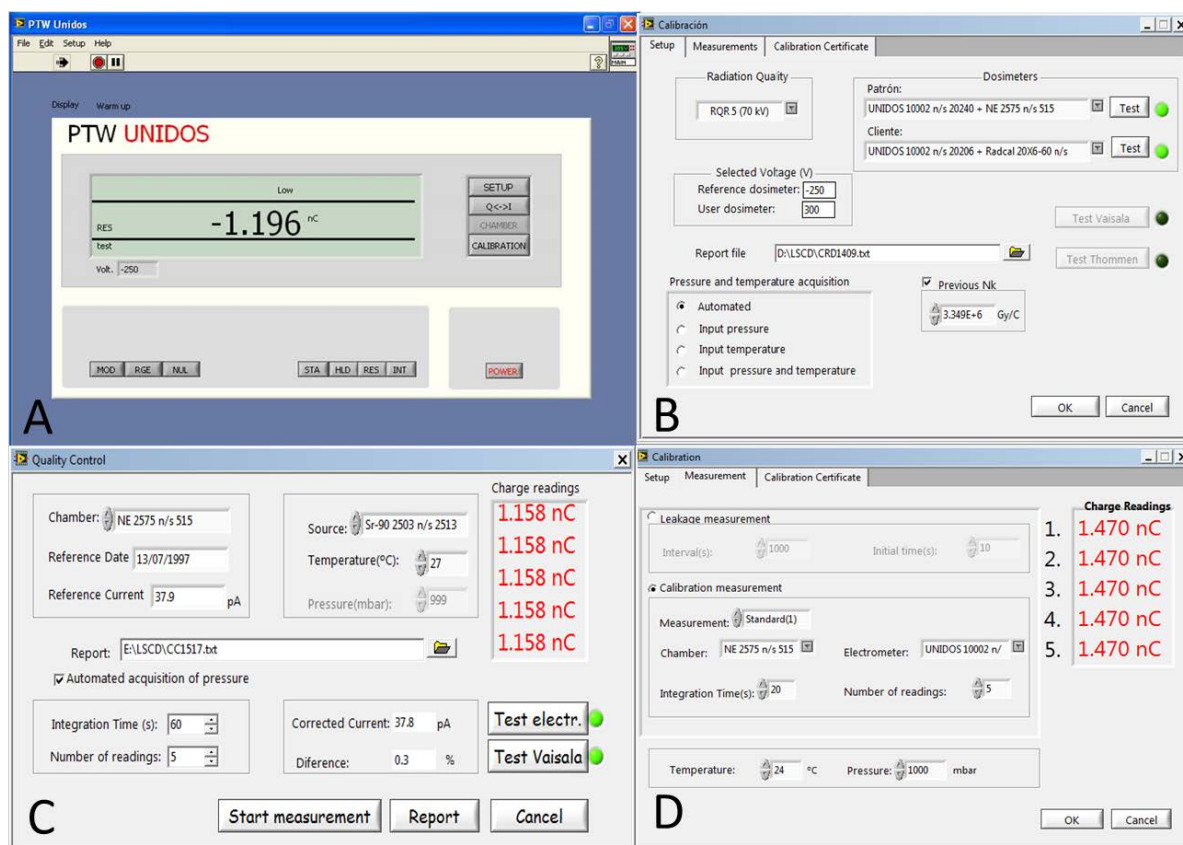 PTW Unidos
File Edit Setup Help
Display Warm up
PTW UNIDOS
Low
RES -1.196 nC
test
Volt. -250
SETUP
Q<->I
CHAMBER
CALIBRATION
MOD RGE NUL STA HLD RES INT POWER
A
Calibración
Setup Measurements Calibration Certificate
Radiation Quaity
RQR 5 (70 kV)
Dosimeters
Patrón:
UNIDOS 10002 n/s 20240 + NE 2575 n/s 515 Test
Cliente:
UNIDOS 10002 n/s 20206 + Radcal 20X6-60 n/s Test
Selected Voltage (V)
Reference dosimeter: -250
User dosimeter: 300
Test Vaisala
Test Thommen
Report file D:\LSCD\CRD1409.txt
Pressure and temperature acquisition
Automated
Input pressure
Input temperature
Input pressure and temperature
Previous Nk
3.349E+6 Gy/C
OK Cancel
B
Quality Control
Chamber: NE 2575 n/s 515
Reference Date 13/07/1997
Reference Current 37.9 pA
Source: Sr-90 2503 n/s 2513
Temperature(ºC): 27
Pressure(mbar): 999
Charge readings
1.158 nC
1.158 nC
1.158 nC
1.158 nC
1.158 nC
Report: E:\LSCD\CC1517.txt
Automated acquisition of pressure
Integration Time (s): 60
Number of readings: 5
Corrected Current: 37.8 pA
Diference: 0.3 %
Test electr.
Test Vaisala
Start measurement Report Cancel
C
Calibration
Setup Measurement Calibration Certificate
Leakage measurement
Interval(s): 1000 Initial time(s): 10
Calibration measurement
Measurement: Standard(1)
Chamber: NE 2575 n/s 515 Electrometer: UNIDOS 10002 n/
Integration Time(s): 20 Number of readings: 5
Charge Readings
1. 1.470 nC
2. 1.470 nC
3. 1.470 nC
4. 1.470 nC
5. 1.470 nC
Temperature: 24 ºC Pressure: 1000 mbar
OK Cancel
D